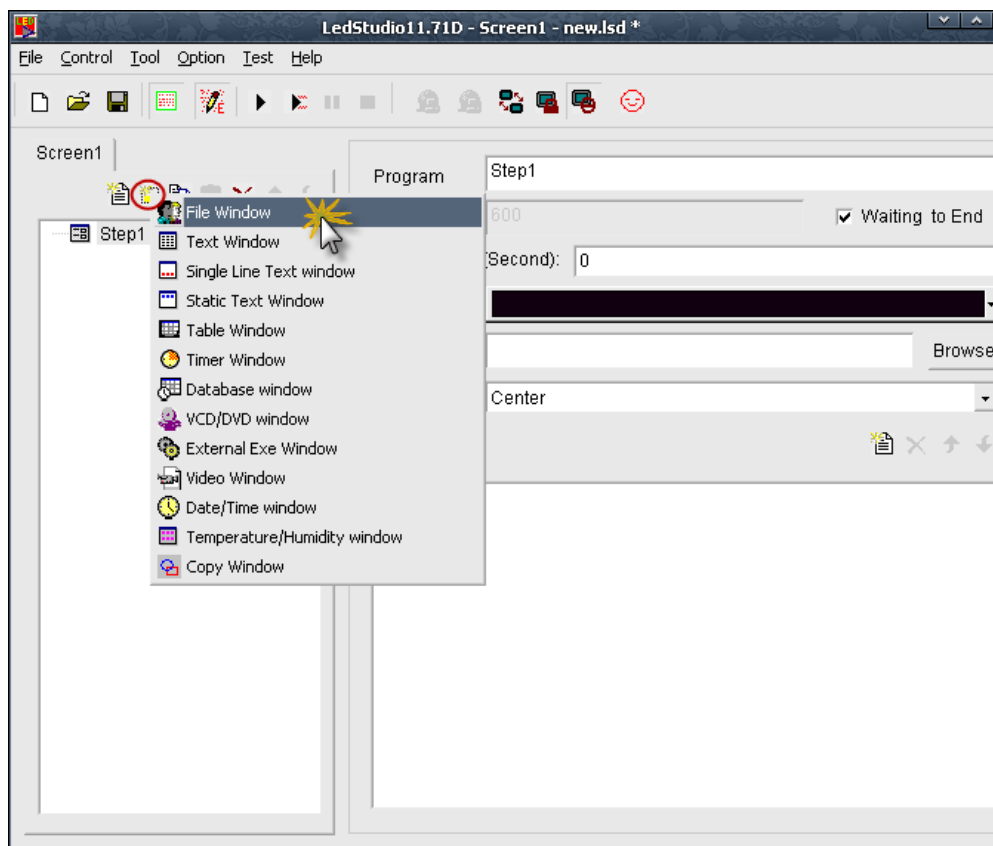 LedStudio11.71D - Screen1 - new.lsd *
File Control Tool Option Test Help
Screen1
Program Step1
600 Waiting to End
Step1
(Second): 0
Browse
Center
File Window
Text Window
Single Line Text window
Static Text Window
Table Window
Timer Window
Database window
VCD/DVD window
External Exe Window
Video Window
Date/Time window
Temperature/Humidity window
Copy Window